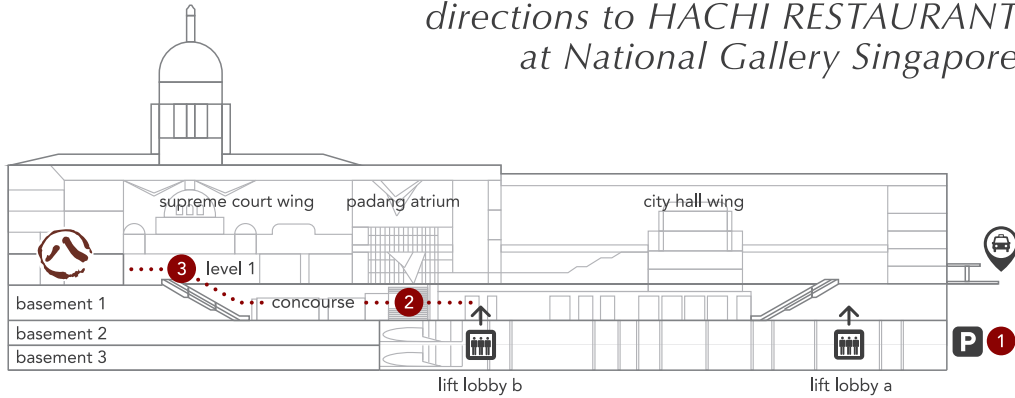 directions to HACHI RESTAURANT
at National Gallery Singapore
supreme court wing
padang atrium
city hall wing
八
3
level 1
basement 1
concourse
2
basement 2
basement 3
P
1
lift lobby b
lift lobby a